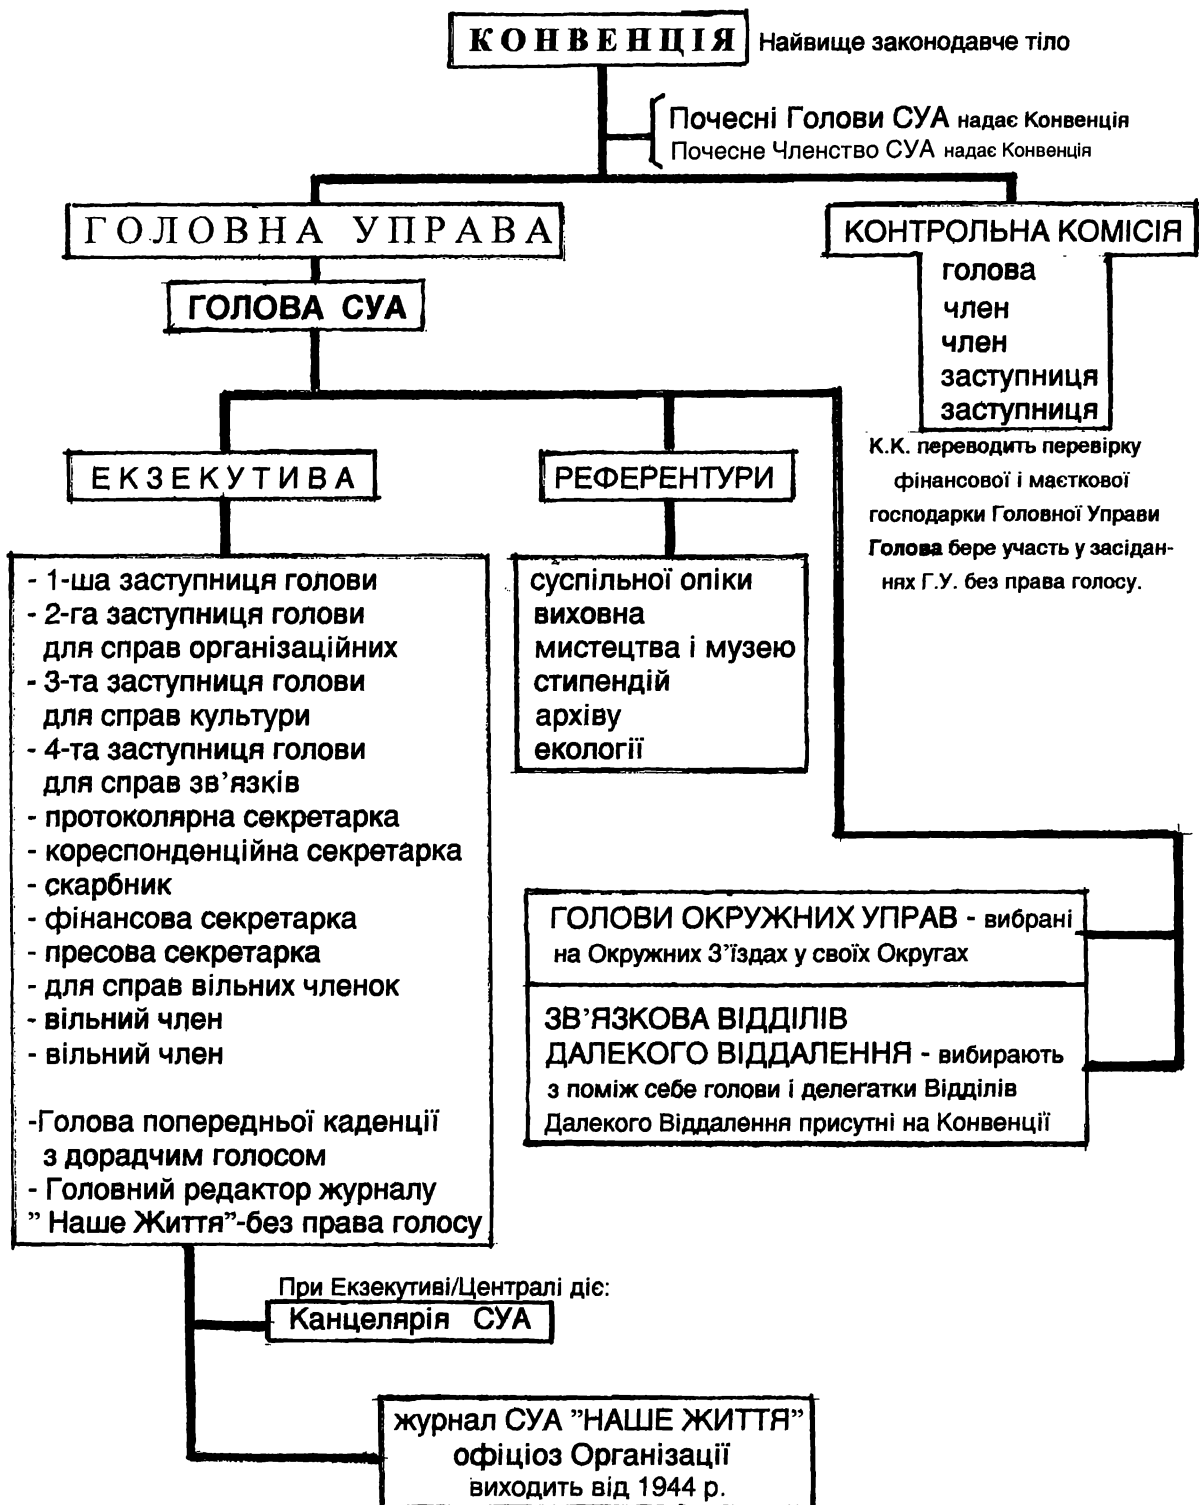 КОНВЕНЦІЯ Найвище законодавче тіло
Почесні Голови СУА надає Конвенція
Почесне Членство СУА надає Конвенція
ГОЛОВНА УПРАВА
ГОЛОВА СУА
КОНТРОЛЬНА КОМІСІЯ
голова
член
член
заступниця
заступниця
К.К. переводить перевірку
фінансової і маєткової
господарки Головної Управи
Голова бере участь у засідан-
нях Г.У. без права голосу.
ЕКЗЕКУТИВА
- 1-ша заступниця голови
- 2-га заступниця голови
для справ організаційних
- 3-та заступниця голови
для справ культури
- 4-та заступниця голови
для справ зв’язків
- протоколярна секретарка
- кореспонденційна секретарка
- скарбник
- фінансова секретарка
- пресова секретарка
- для справ вільних членок
- вільний член
- вільний член
-Голова попередньої каденції
з дорадчим голосом
- Головний редактор журналу
” Наше Життя”-без права голосу
РЕФЕРЕНТУРИ
суспільної опіки
виховна
мистецтва і музею
стипендій
архіву
екології
ГОЛОВИ ОКРУЖНИХ УПРАВ - вибрані
на Окружних З’їздах у своїх Округах
ЗВ’ЯЗКОВА ВІДДІЛІВ
ДАЛЕКОГО ВІДДАЛЕННЯ - вибирають
з поміж себе голови і делегатки Відділів
Далекого Віддалення присутні на Конвенції
При Екзекутиві/Централі діє:
Канцелярія СУА
журнал СУА ”НАШЕ ЖИТТЯ”
офіціоз Організації
виходить від 1944 р.